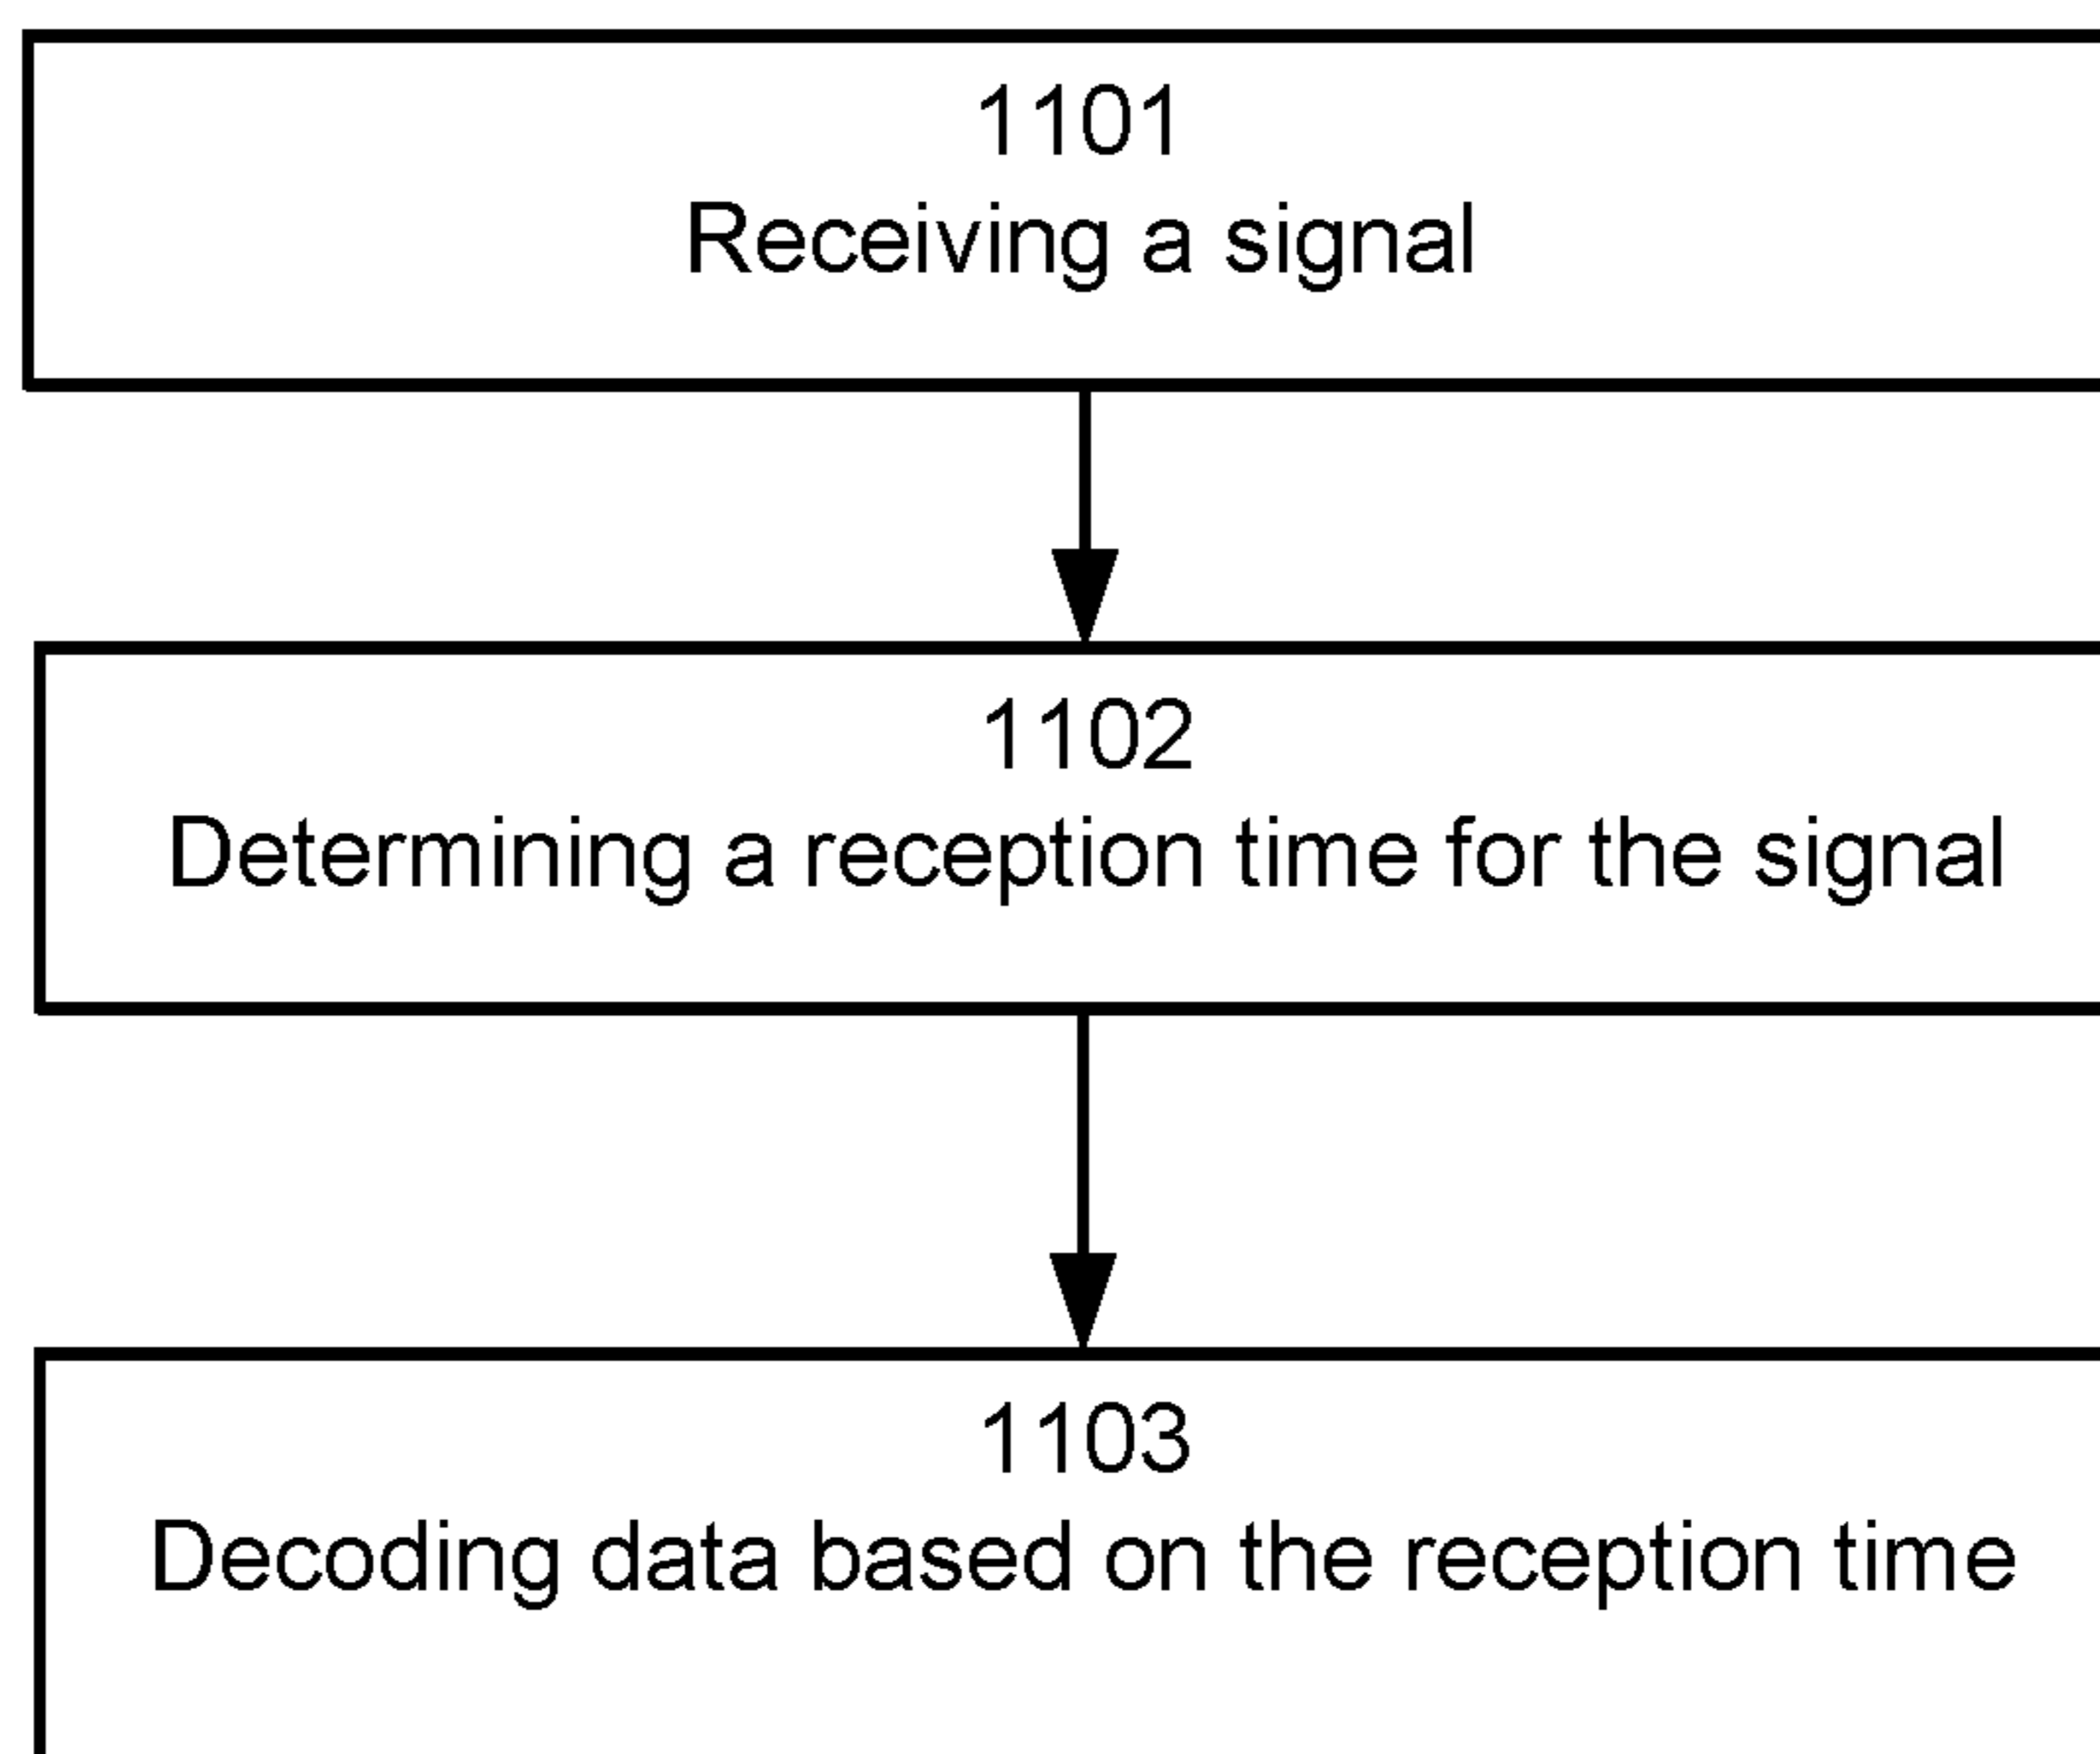 1101
Receiving a signal
1102
Determining a reception time for the signal
1103
Decoding data based on the reception time